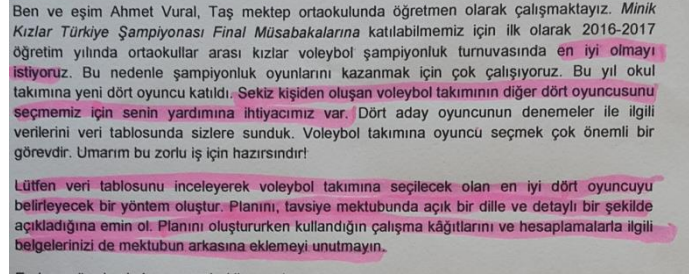 Ben ve eşim Ahmet Vural, Taş mektep ortaokulunda öğretmen olarak çalışmaktayız. Minik
Kızlar Türkiye Şampiyonası Final Müsabakalarına katılabilmemiz için ilk olarak 2016-2017
öğretim yılında ortaokullar arası kızlar voleybol şampiyonluk turnuvasında en iyi olmayı
istiyoruz. Bu nedenle şampiyonluk oyunlarını kazanmak için çok çalışıyoruz. Bu yıl okul
takımına yeni dört oyuncu katıldı. Sekiz kişiden oluşan voleybol takımının diğer dört oyuncusunu
seçmemiz için senin yardımına ihtiyacımız var. Dört aday oyuncunun denemeler ile ilgili
verilerini veri tablosunda sizlere sunduk. Voleybol takımına oyuncu seçmek çok önemli bir
görevdir. Umarım bu zorlu iş için hazırsındır!
Lütfen veri tablosunu inceleyerek voleybol takımına seçilecek olan en iyi dört oyuncuyu
belirleyecek bir yöntem oluştur. Planını, tavsiye mektubunda açık bir dille ve detaylı bir şekilde
açıkladığına emin ol. Planını oluştururken kullandığın çalışma kâğıtlarını ve hesaplamalarla ilgili
belgelerinizi de mektubun arkasına eklemeyi unutmayın.